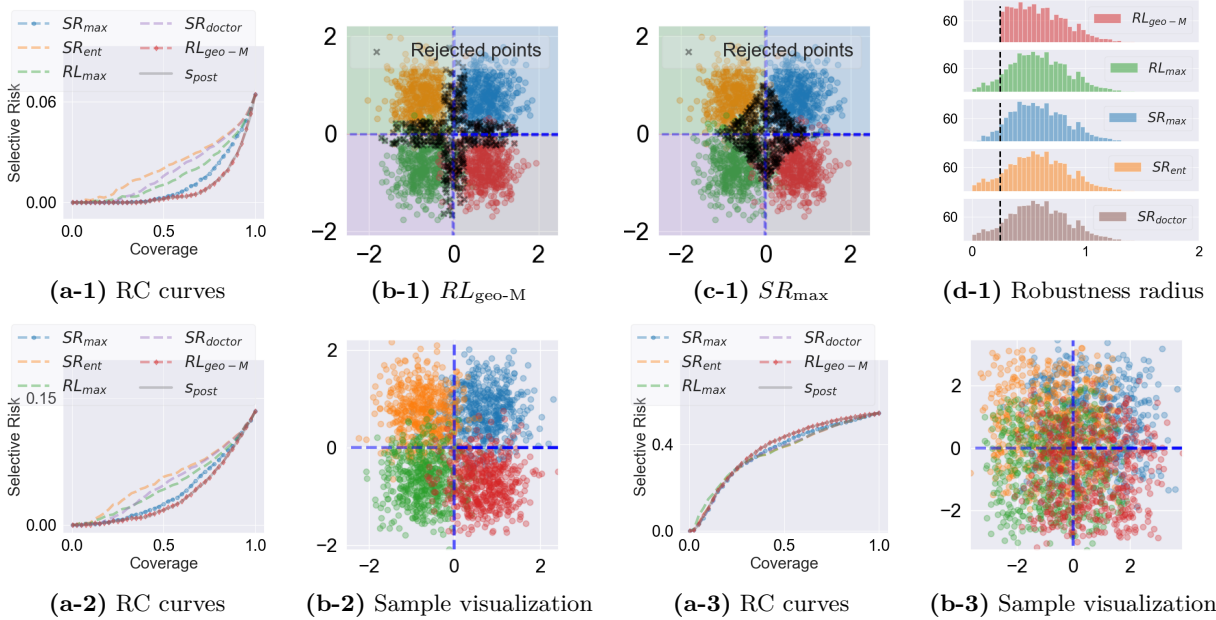 SR_max
SR_doctor
SR_ent
RL_geo-M
RL_max
s_post
Selective Risk
0.06
0.00
0.0
0.5
1.0
Coverage
(a-1) RC curves
2
Rejected points
0
−2
−2
0
2
(b-1) RL_geo-M
2
Rejected points
0
−2
−2
0
2
(c-1) SR_max
60
RL_geo-M
60
RL_max
60
SR_max
60
SR_ent
60
SR_doctor
0
1
2
(d-1) Robustness radius
SR_max
SR_doctor
SR_ent
RL_geo-M
RL_max
s_post
Selective Risk
0.15
0.00
0.0
0.5
1.0
Coverage
(a-2) RC curves
2
0
−2
−2
0
2
(b-2) Sample visualization
SR_max
SR_doctor
SR_ent
RL_geo-M
RL_max
s_post
Selective Risk
0.4
0.0
0.0
0.5
1.0
Coverage
(a-3) RC curves
2
0
−2
−2
0
2
(b-3) Sample visualization